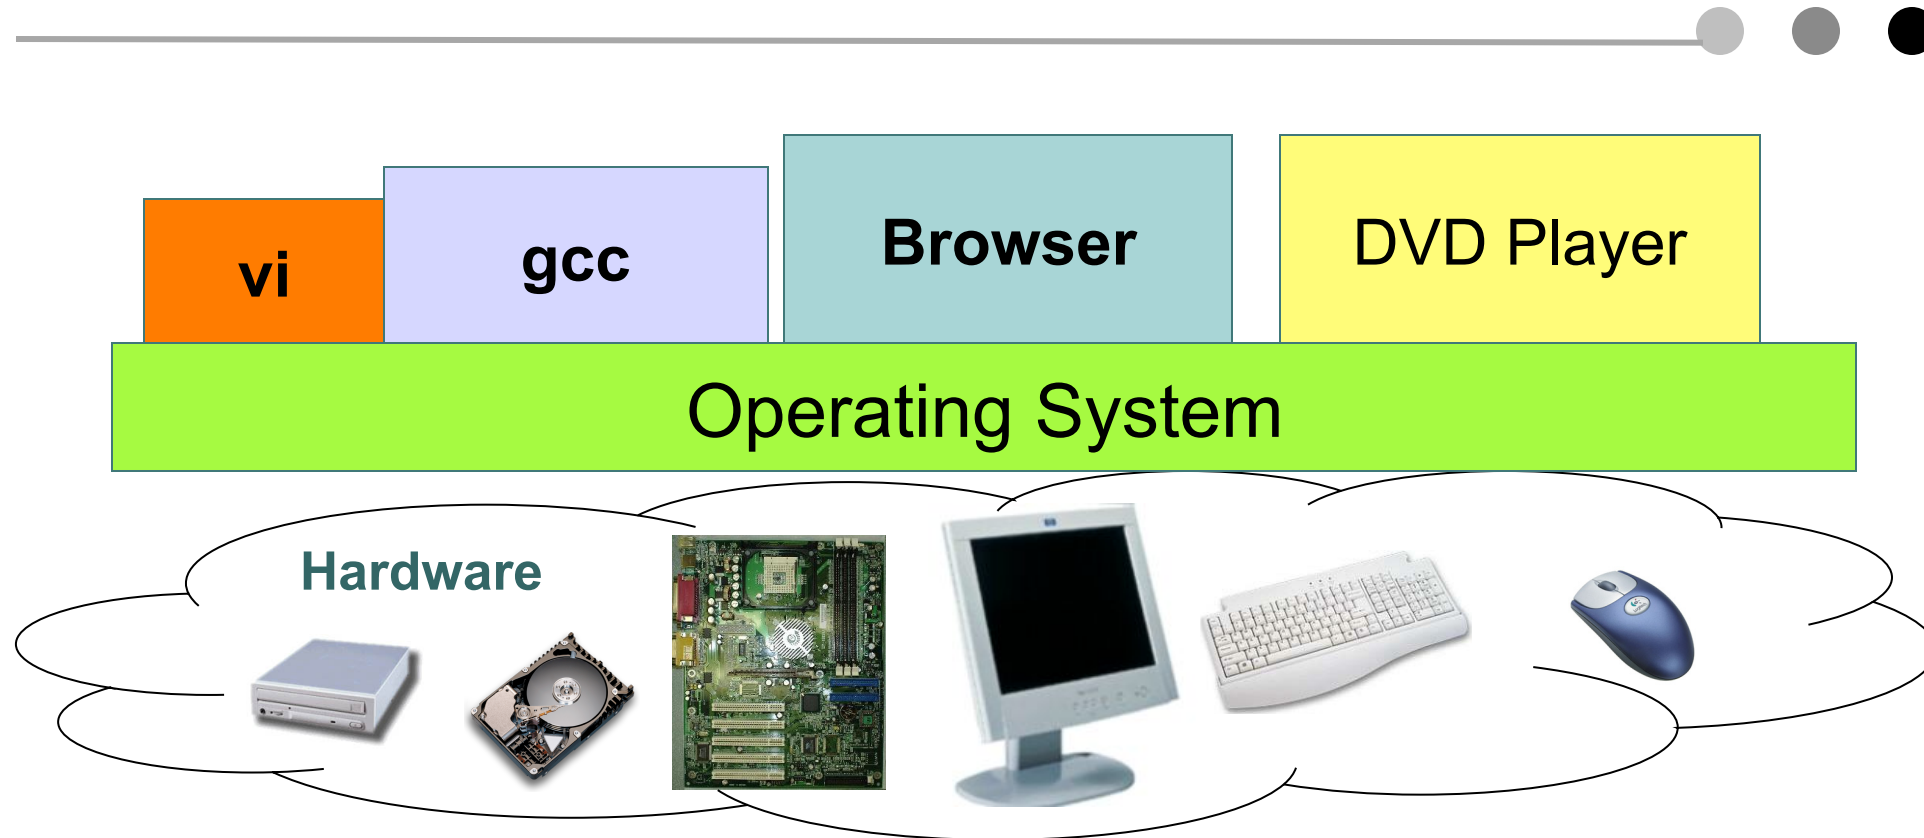 vi
gcc
Browser
DVD Player
Operating System
Hardware